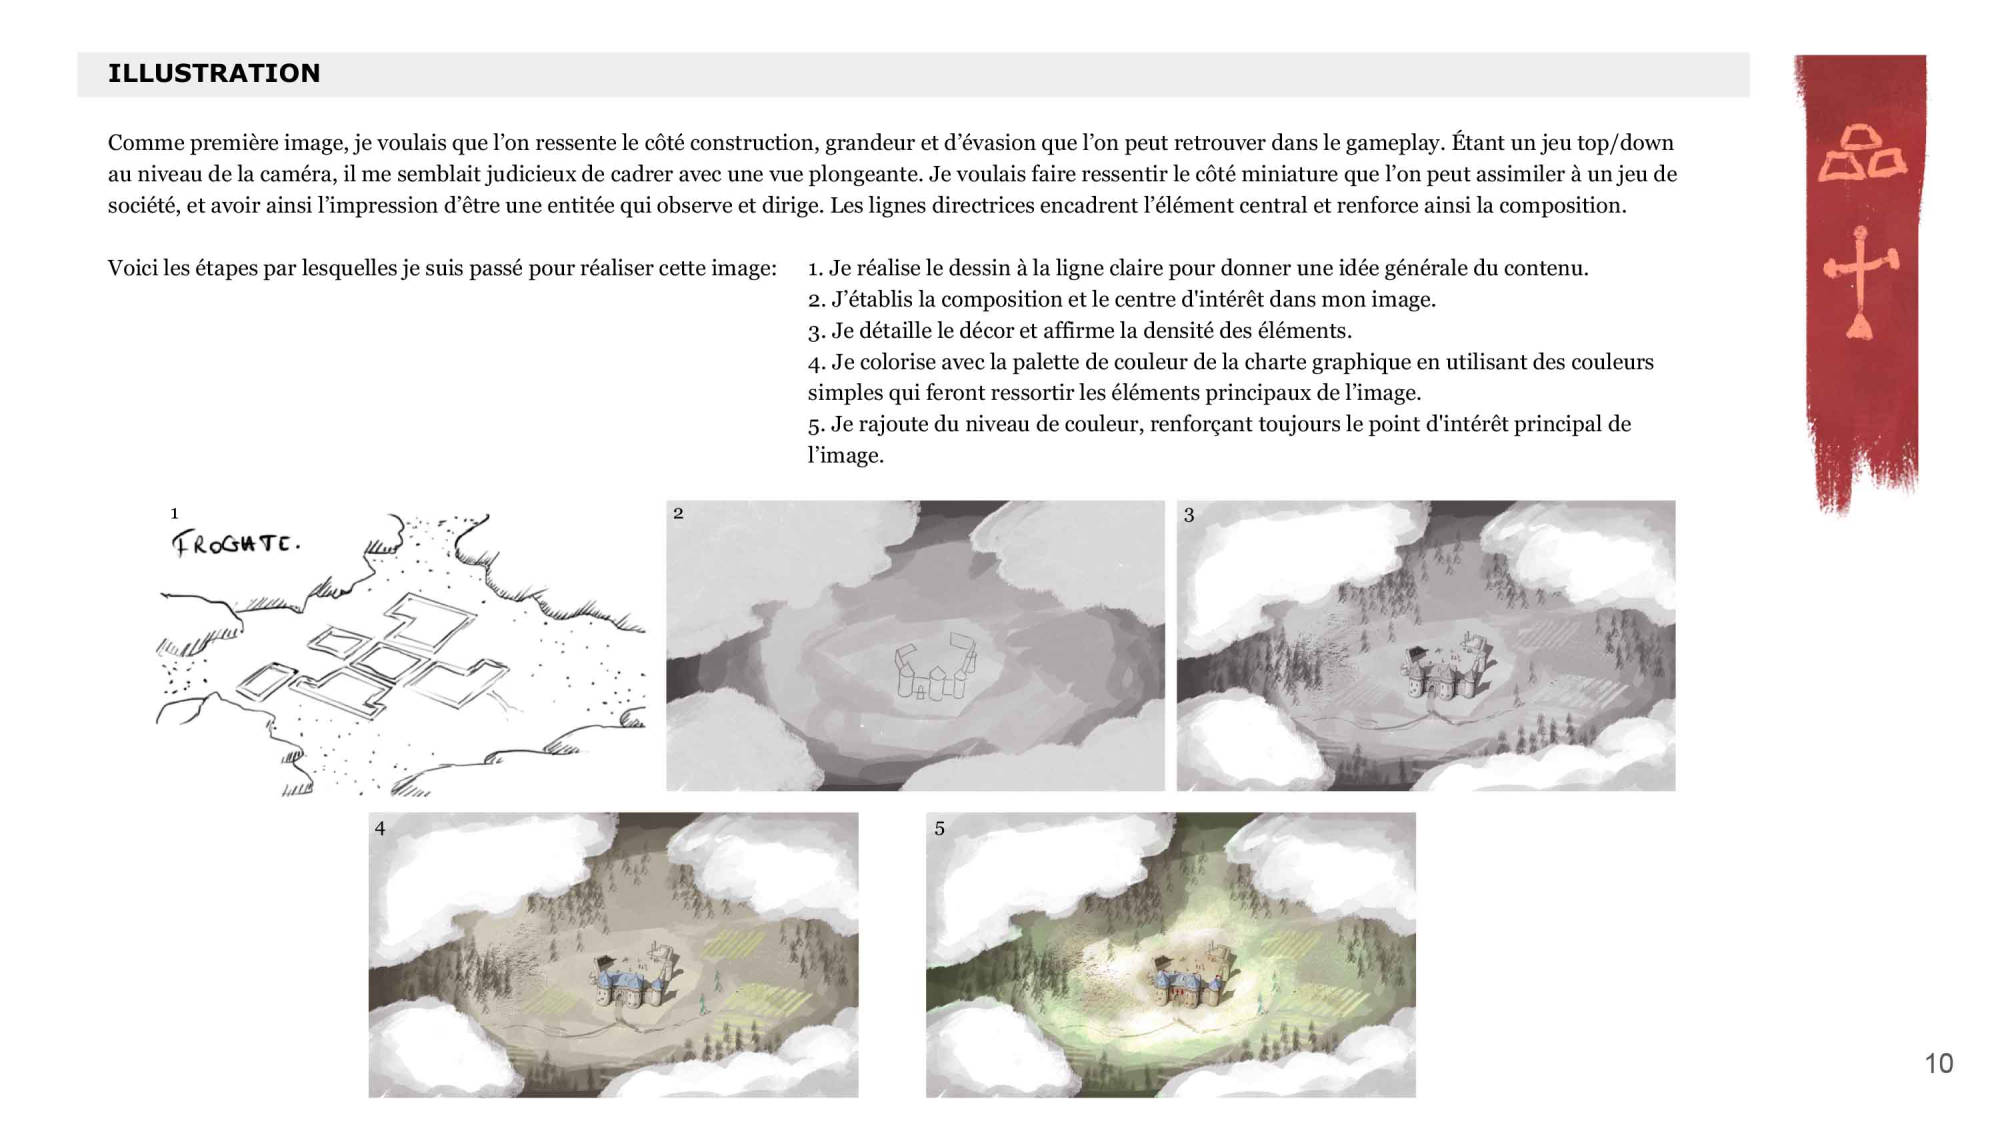 ILLUSTRATION
Comme première image, je voulais que l’on ressente le côté construction, grandeur et d’évasion que l’on peut retrouver dans le gameplay. Étant un jeu top/down
au niveau de la caméra, il me semblait judicieux de cadrer avec une vue plongeante. Je voulais faire ressentir le côté miniature que l’on peut assimiler à un jeu de
société, et avoir ainsi l’impression d’être une entitée qui observe et dirige. Les lignes directrices encadrent l’élément central et renforce ainsi la composition.
Voici les étapes par lesquelles je suis passé pour réaliser cette image:
1. Je réalise le dessin à la ligne claire pour donner une idée générale du contenu.
2. J’établis la composition et le centre d'intérêt dans mon image.
3. Je détaille le décor et affirme la densité des éléments.
4. Je colorise avec la palette de couleur de la charte graphique en utilisant des couleurs
simples qui feront ressortir les éléments principaux de l’image.
5. Je rajoute du niveau de couleur, renforçant toujours le point d'intérêt principal de
l’image.
1
FROGATE.
2
3
4
5
10